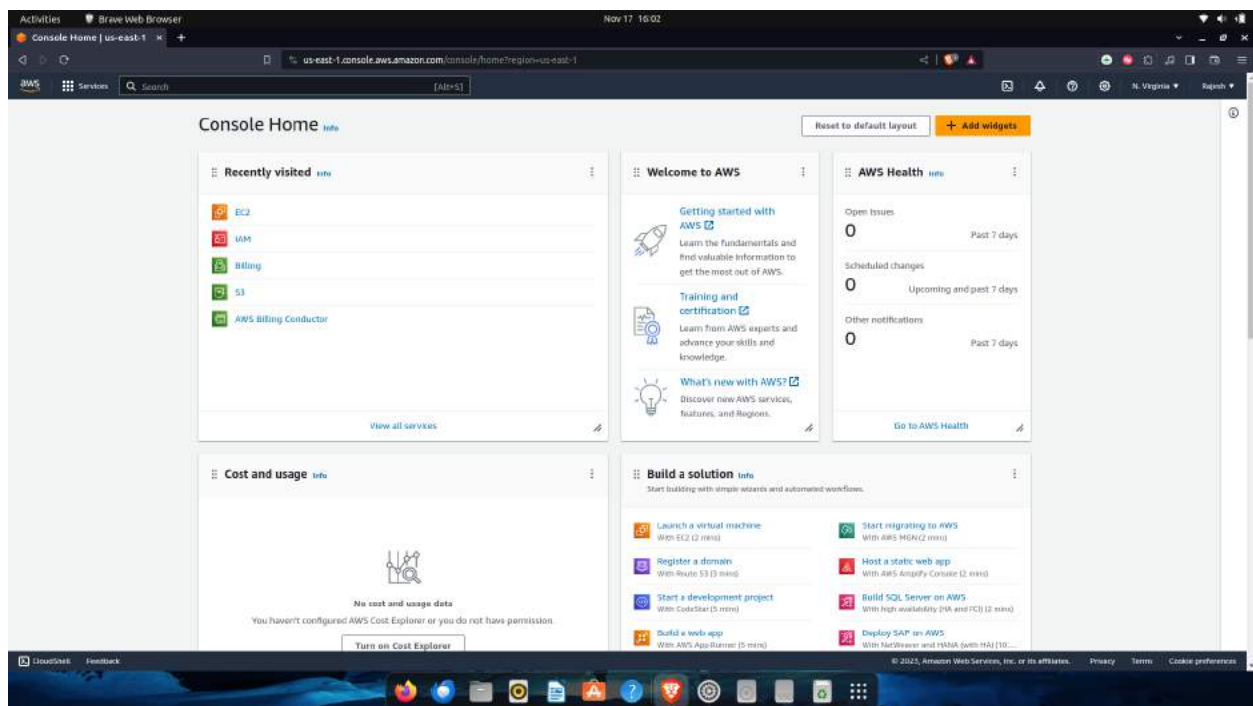 Activities
Brave Web Browser
Nov 17 16:02
Console Home | us-east-1
us-east-1.console.aws.amazon.com/console/home?region=us-east-1
aws
Services
Search
[Alt+S]
N. Virginia
Rajesh
Console Home Info
Reset to default layout
+ Add widgets
Recently visited Info
EC2
IAM
Billing
S3
AWS Billing Conductor
View all services
Welcome to AWS
Getting started with
AWS
Learn the fundamentals and
find valuable information to
get the most out of AWS.
Training and
certification
Learn from AWS experts and
advance your skills and
knowledge.
What's new with AWS?
Discover new AWS services,
features, and Regions.
AWS Health Info
Open issues
0
Past 7 days
Scheduled changes
0
Upcoming and past 7 days
Other notifications
0
Past 7 days
Go to AWS Health
Cost and usage Info
No cost and usage data
You haven't configured AWS Cost Explorer or you do not have permission.
Turn on Cost Explorer
Build a solution Info
Start building with simple wizards and automated workflows.
Launch a virtual machine
With EC2 (2 mins)
Start migrating to AWS
With AWS MGN (2 mins)
Register a domain
With Route 53 (3 mins)
Host a static web app
With AWS Amplify Console (2 mins)
Start a development project
With CodeStar (5 mins)
Build SQL Server on AWS
With high availability (HA and FCI) (2 mins)
Build a web app
With AWS App Runner (5 mins)
Deploy SAP on AWS
With NetWeaver and HANA (with HA) (10...
CloudShell
Feedback
© 2023, Amazon Web Services, Inc. or its affiliates.
Privacy
Terms
Cookie preferences